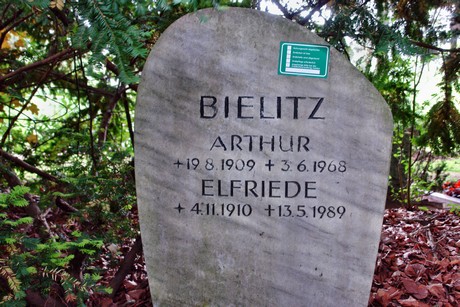 BIELITZ
ARTHUR
+19.8.1909 +3.6.1968
ELFRIEDE
+4.11.1910 +13.5.1989